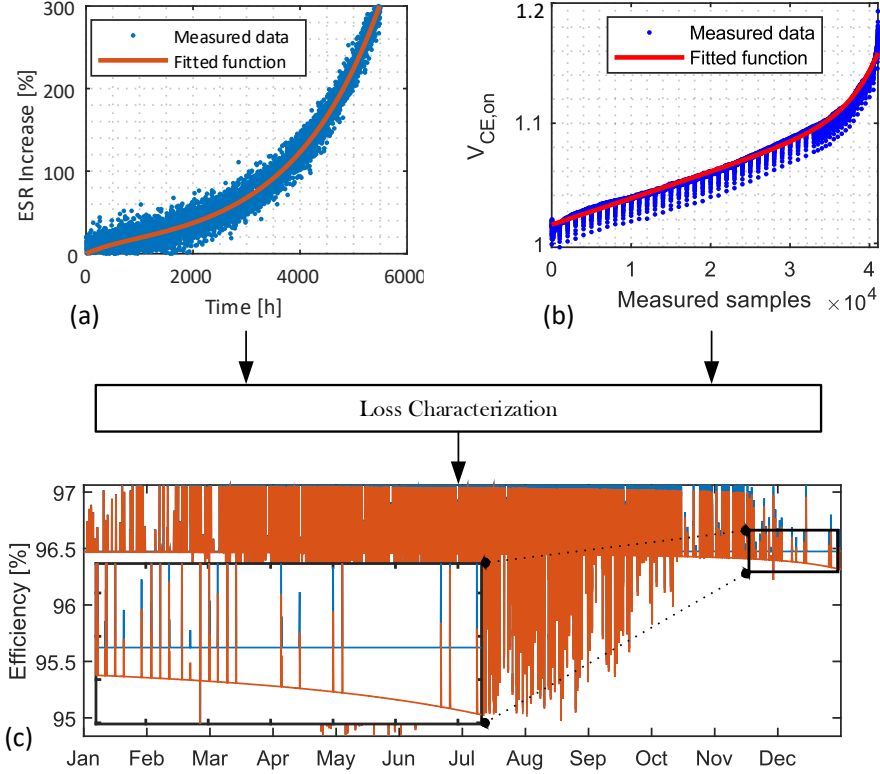 300
200
100
0
ESR Increase [%]
Measured data
Fitted function
0
2000
4000
6000
Time [h]
(a)
1.2
1.1
1
V_CE,on
Measured data
Fitted function
0
1
2
3
4
Measured samples
×10^4
(b)
Loss Characterization
97
96.5
96
95.5
95
Efficiency [%]
(c)
Jan Feb Mar Apr May Jun Jul Aug Sep Oct Nov Dec